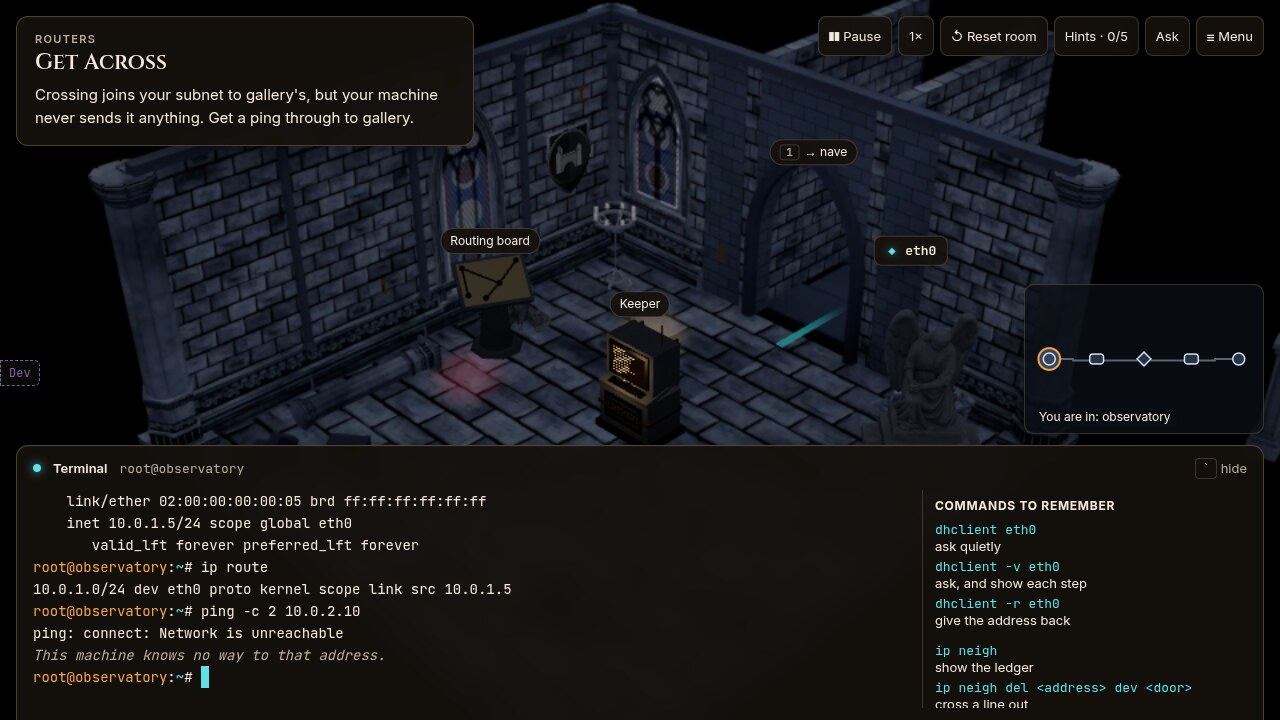 ROUTERS
GET ACROSS
Crossing joins your subnet to gallery's, but your machine
never sends it anything. Get a ping through to gallery.
Pause
1×
Reset room
Hints · 0/5
Ask
≡ Menu
1 → nave
eth0
Routing board
Keeper
Dev
You are in: observatory
Terminal root@observatory
` hide
link/ether 02:00:00:00:00:05 brd ff:ff:ff:ff:ff:ff
inet 10.0.1.5/24 scope global eth0
valid_lft forever preferred_lft forever
root@observatory:~# ip route
10.0.1.0/24 dev eth0 proto kernel scope link src 10.0.1.5
root@observatory:~# ping -c 2 10.0.2.10
ping: connect: Network is unreachable
This machine knows no way to that address.
root@observatory:~#
COMMANDS TO REMEMBER
dhclient eth0
ask quietly
dhclient -v eth0
ask, and show each step
dhclient -r eth0
give the address back
ip neigh
show the ledger
ip neigh del <address> dev <door>
cross a line out